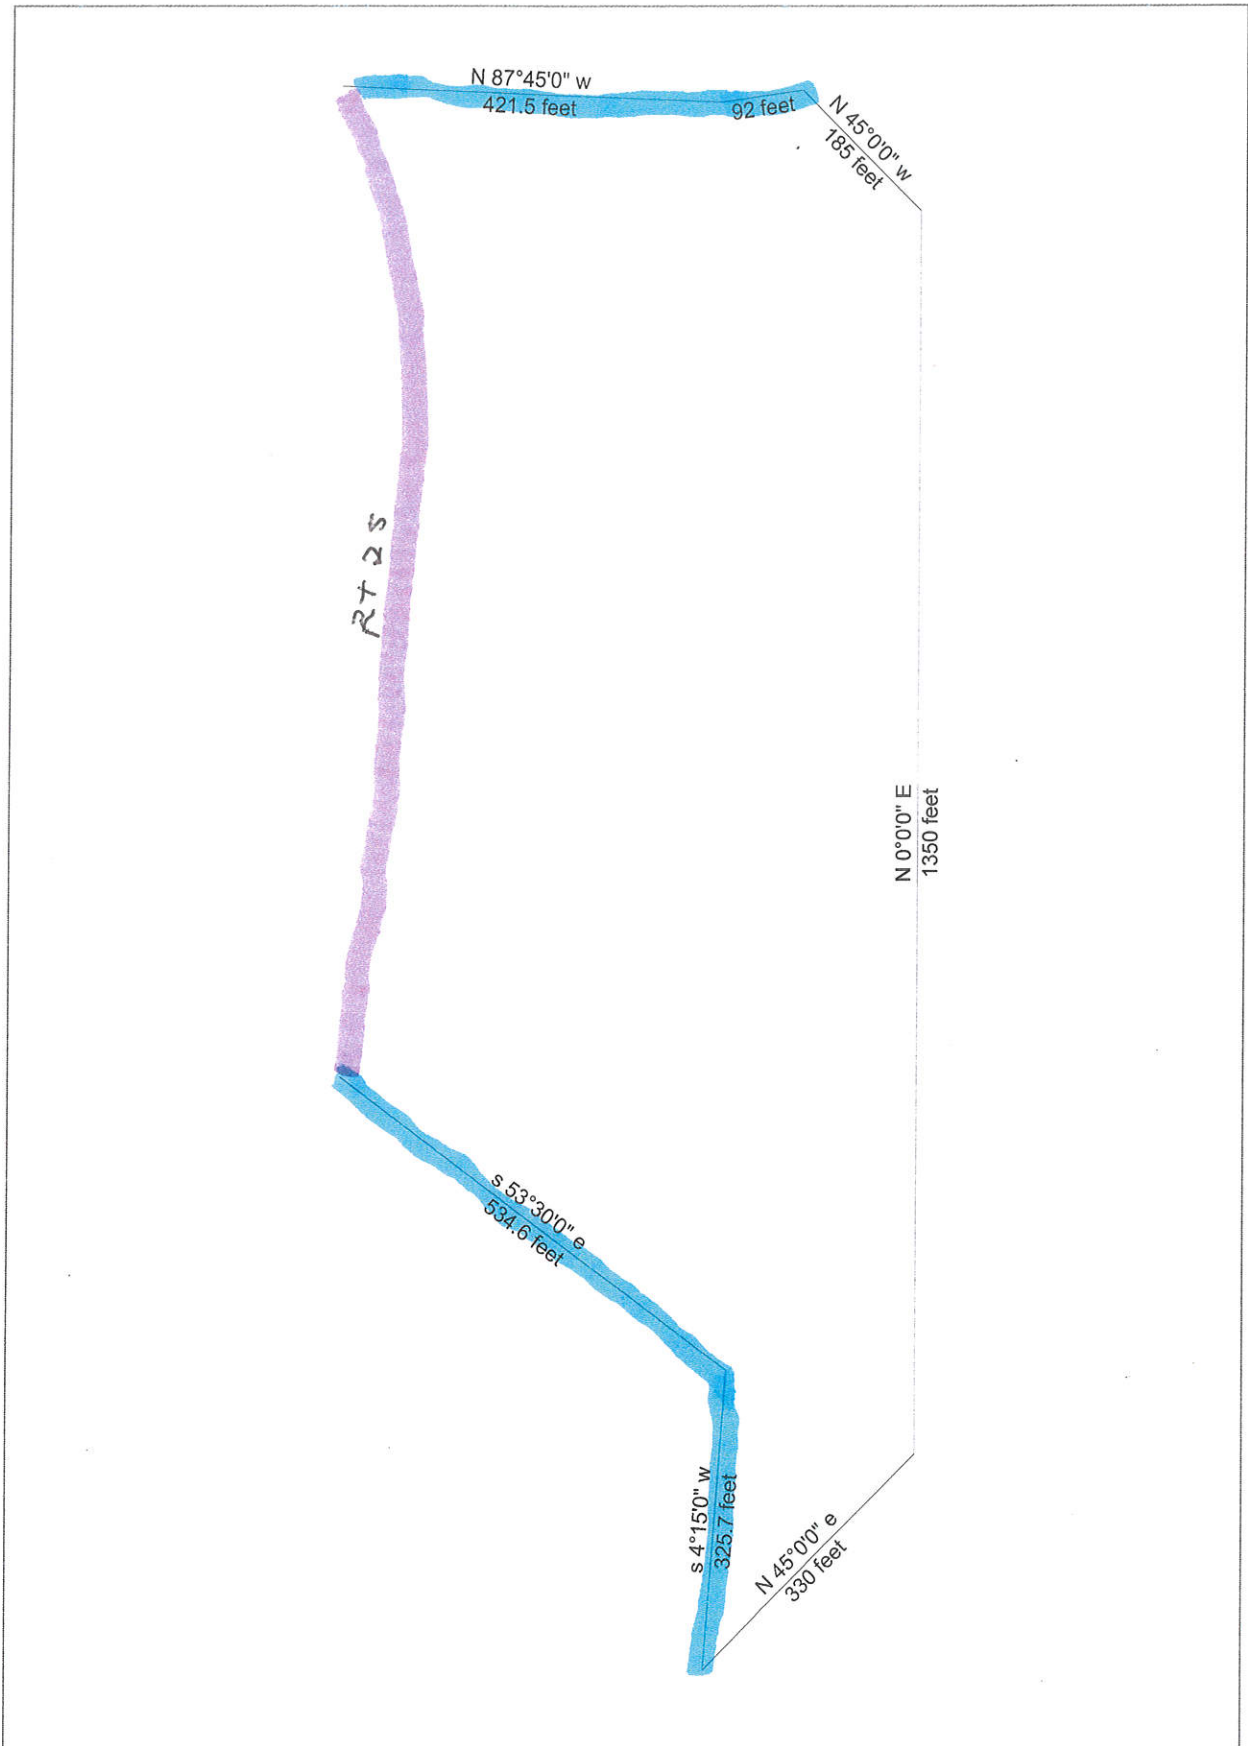 N 87°45'0" w
421.5 feet
92 feet
N 45°0'0" w
185 feet
RT 25
N 0°0'0" E
1350 feet
s 53°30'0" e
534.6 feet
s 4°15'0" w
325.7 feet
N 45°0'0" e
330 feet